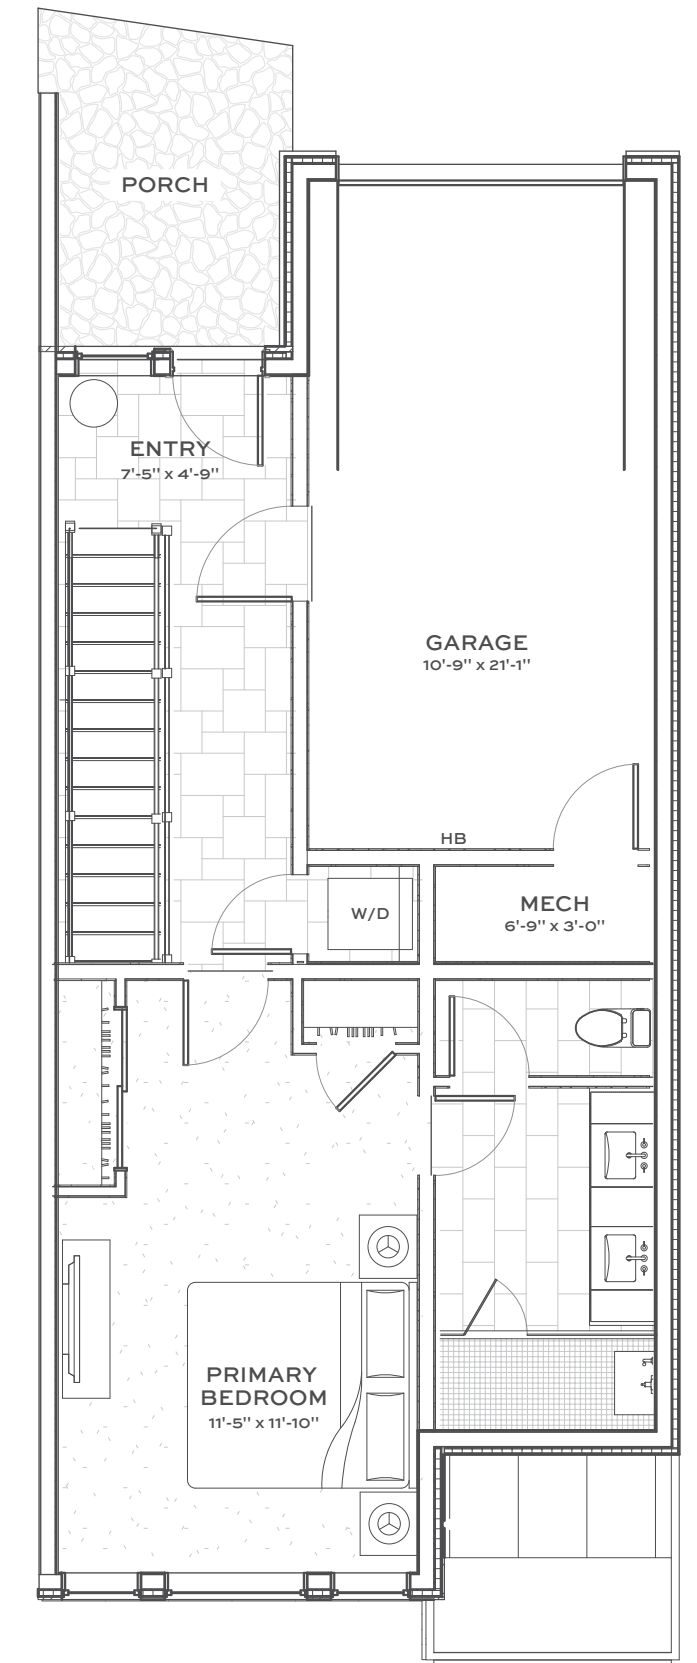 PORCH
ENTRY
7'-5" x 4'-9"
GARAGE
10'-9" x 21'-1"
HB
MECH
6'-9" x 3'-0"
W/D
PRIMARY
BEDROOM
11'-5" x 11'-10"